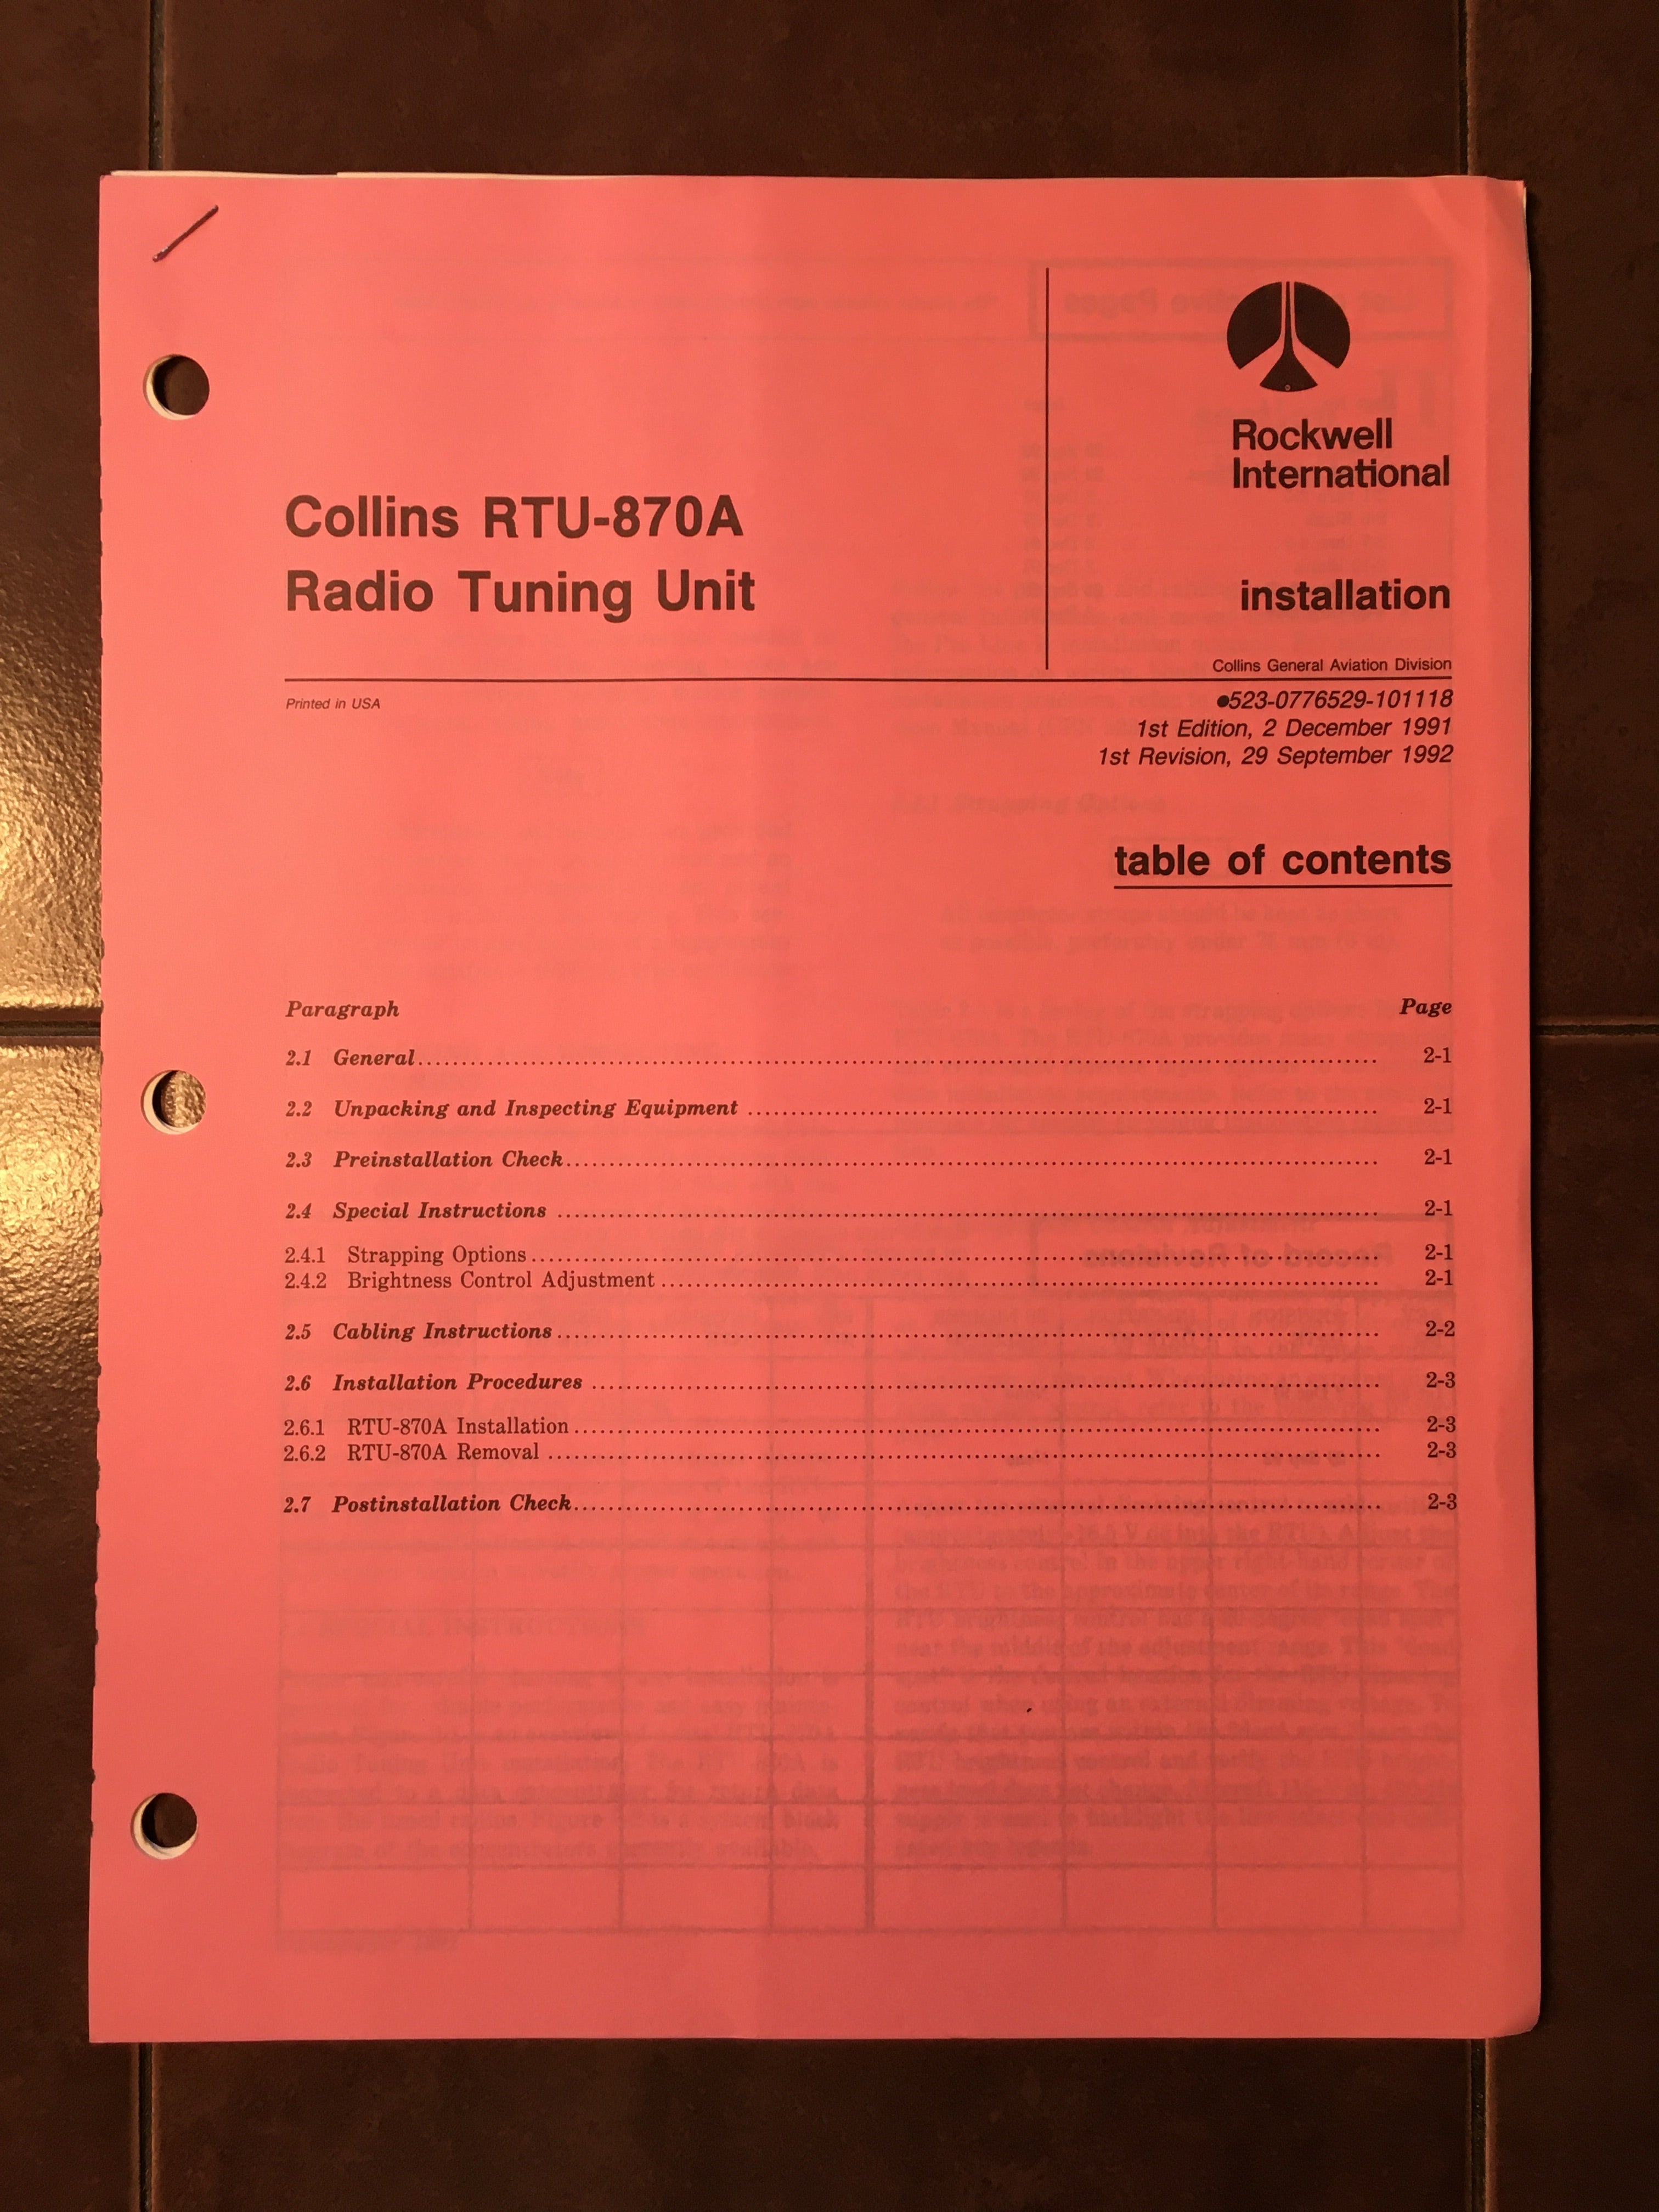 Rockwell
International
Collins RTU-870A
Radio Tuning Unit
installation
Collins General Aviation Division
Printed in USA
●523-0776529-101118
1st Edition, 2 December 1991
1st Revision, 29 September 1992
table of contents
Paragraph Page
2.1 General 2-1
2.2 Unpacking and Inspecting Equipment 2-1
2.3 Preinstallation Check 2-1
2.4 Special Instructions 2-1
2.4.1 Strapping Options 2-1
2.4.2 Brightness Control Adjustment 2-1
2.5 Cabling Instructions 2-2
2.6 Installation Procedures 2-3
2.6.1 RTU-870A Installation 2-3
2.6.2 RTU-870A Removal 2-3
2.7 Postinstallation Check 2-3